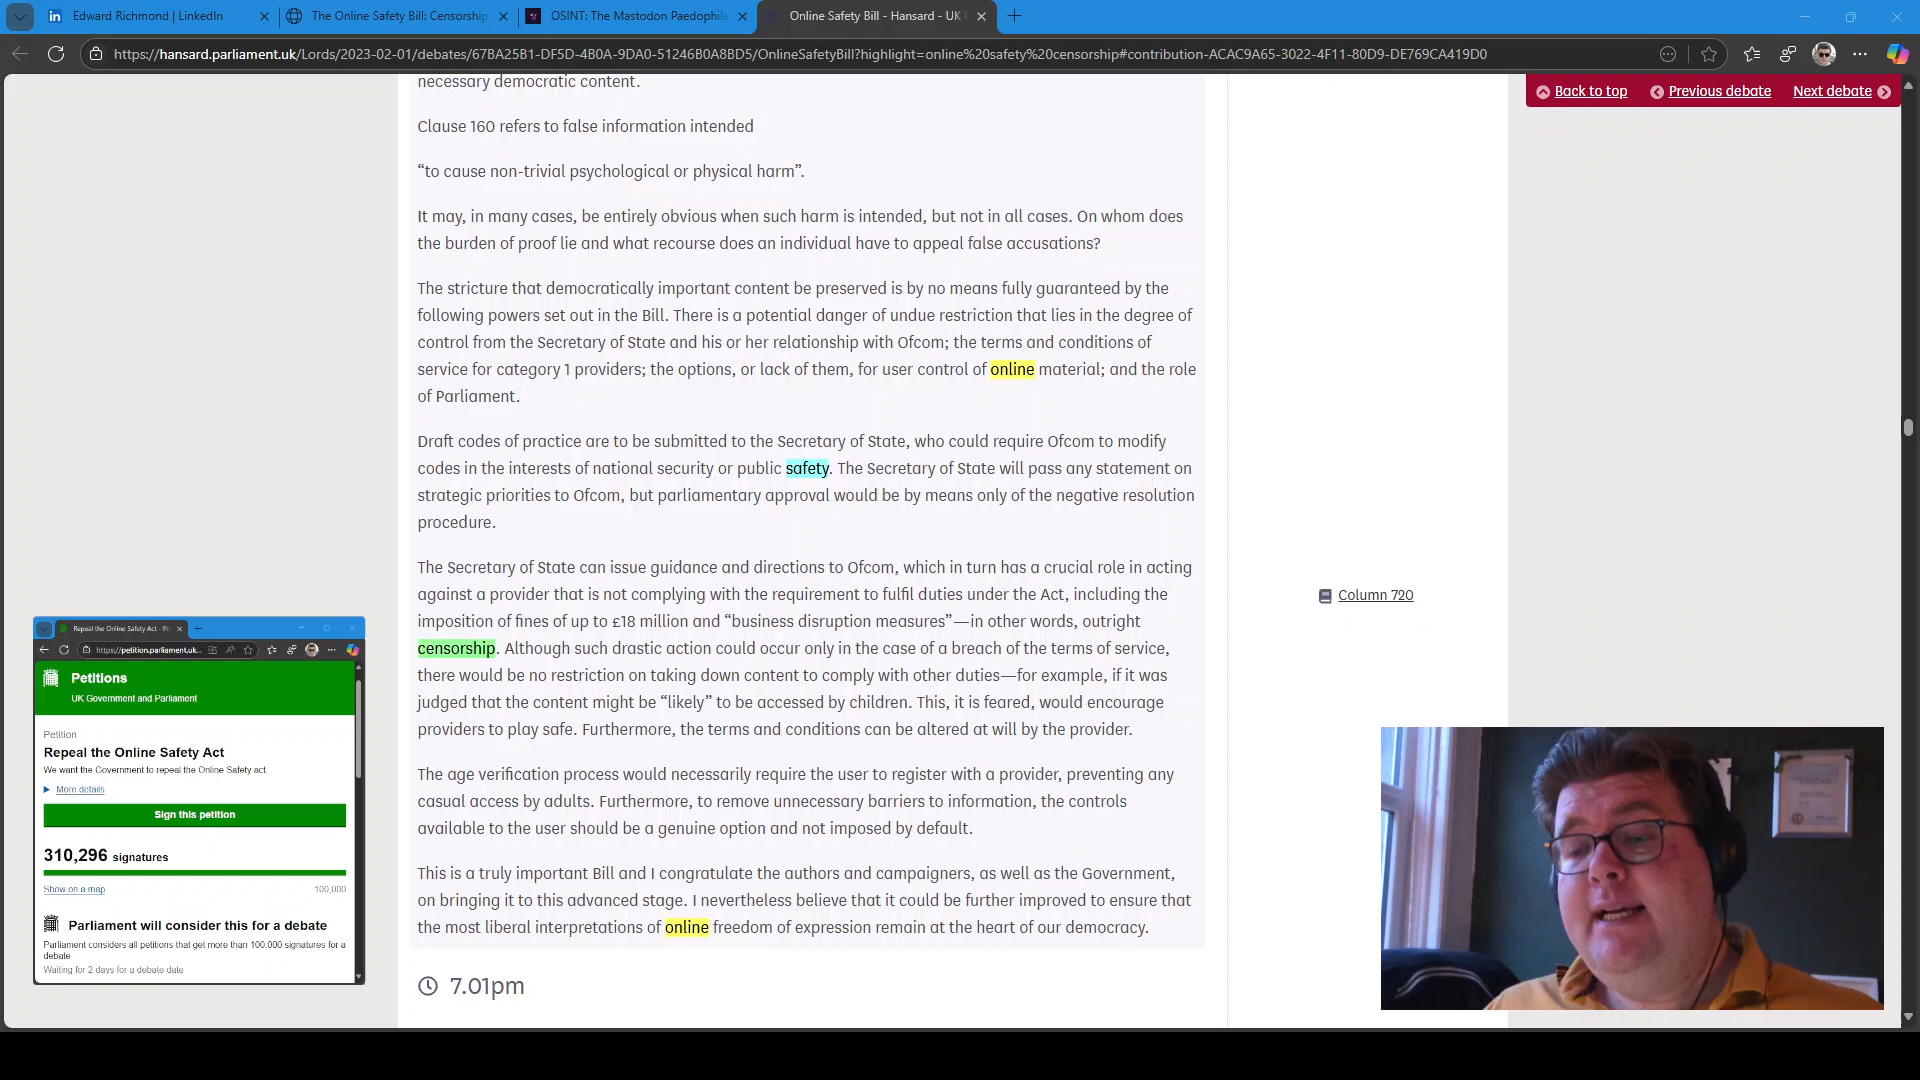 Edward Richmond | LinkedIn
The Online Safety Bill: Censorship
OSINT: The Mastodon Paedophile
Online Safety Bill - Hansard - UK
https://hansard.parliament.uk/Lords/2023-02-01/debates/67BA25B1-DF5D-4B0A-9DA0-51246B0A8BD5/OnlineSafetyBill?highlight=online%20safety%20censorship#contribution-ACAC9A65-3022-4F11-80D9-DE769CA419D0
Back to top
Previous debate
Next debate
necessary democratic content.
Clause 160 refers to false information intended
“to cause non-trivial psychological or physical harm”.
It may, in many cases, be entirely obvious when such harm is intended, but not in all cases. On whom does
the burden of proof lie and what recourse does an individual have to appeal false accusations?
The stricture that democratically important content be preserved is by no means fully guaranteed by the
following powers set out in the Bill. There is a potential danger of undue restriction that lies in the degree of
control from the Secretary of State and his or her relationship with Ofcom; the terms and conditions of
service for category 1 providers; the options, or lack of them, for user control of online material; and the role
of Parliament.
Draft codes of practice are to be submitted to the Secretary of State, who could require Ofcom to modify
codes in the interests of national security or public safety. The Secretary of State will pass any statement on
strategic priorities to Ofcom, but parliamentary approval would be by means only of the negative resolution
procedure.
The Secretary of State can issue guidance and directions to Ofcom, which in turn has a crucial role in acting
against a provider that is not complying with the requirement to fulfil duties under the Act, including the
imposition of fines of up to £18 million and “business disruption measures”—in other words, outright
censorship. Although such drastic action could occur only in the case of a breach of the terms of service,
there would be no restriction on taking down content to comply with other duties—for example, if it was
judged that the content might be “likely” to be accessed by children. This, it is feared, would encourage
providers to play safe. Furthermore, the terms and conditions can be altered at will by the provider.
The age verification process would necessarily require the user to register with a provider, preventing any
casual access by adults. Furthermore, to remove unnecessary barriers to information, the controls
available to the user should be a genuine option and not imposed by default.
This is a truly important Bill and I congratulate the authors and campaigners, as well as the Government,
on bringing it to this advanced stage. I nevertheless believe that it could be further improved to ensure that
the most liberal interpretations of online freedom of expression remain at the heart of our democracy.
7.01pm
Column 720
Repeal the Online Safety Act - P
https://petition.parliament.uk...
Petitions
UK Government and Parliament
Petition
Repeal the Online Safety Act
We want the Government to repeal the Online Safety act.
More details
Sign this petition
310,296 signatures
Show on a map
100,000
Parliament will consider this for a debate
Parliament considers all petitions that get more than 100,000 signatures for a
debate
Waiting for 2 days for a debate date